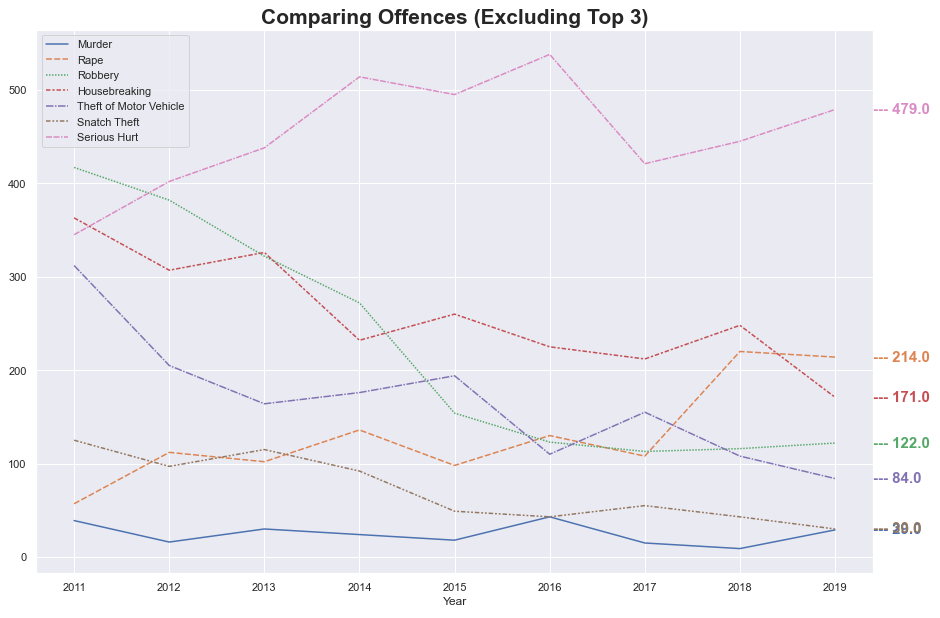 Comparing Offences (Excluding Top 3)
Murder
Rape
Robbery
Housebreaking
Theft of Motor Vehicle
Snatch Theft
Serious Hurt
500
400
300
200
100
0
--- 479.0
--- 214.0
--- 171.0
--- 122.0
--- 84.0
2011 2012 2013 2014 2015 2016 2017 2018 2019
Year